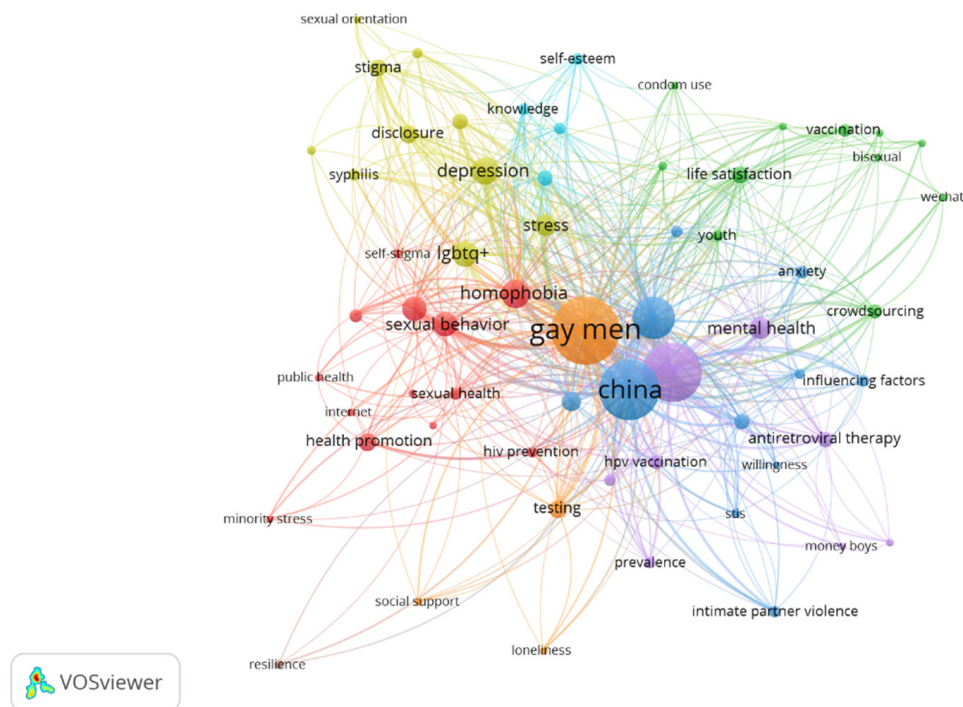 sexual orientation
stigma
self-esteem
condom use
knowledge
disclosure
vaccination
bisexual
syphilis
depression
life satisfaction
wechat
stress
youth
self-stigma
lgbtq+
anxiety
homophobia
crowdsourcing
sexual behavior
gay men
mental health
public health
sexual health
china
influencing factors
internet
health promotion
hiv prevention
antiretroviral therapy
hpv vaccination
willingness
testing
minority stress
stis
money boys
prevalence
social support
intimate partner violence
loneliness
resilience
VOSviewer